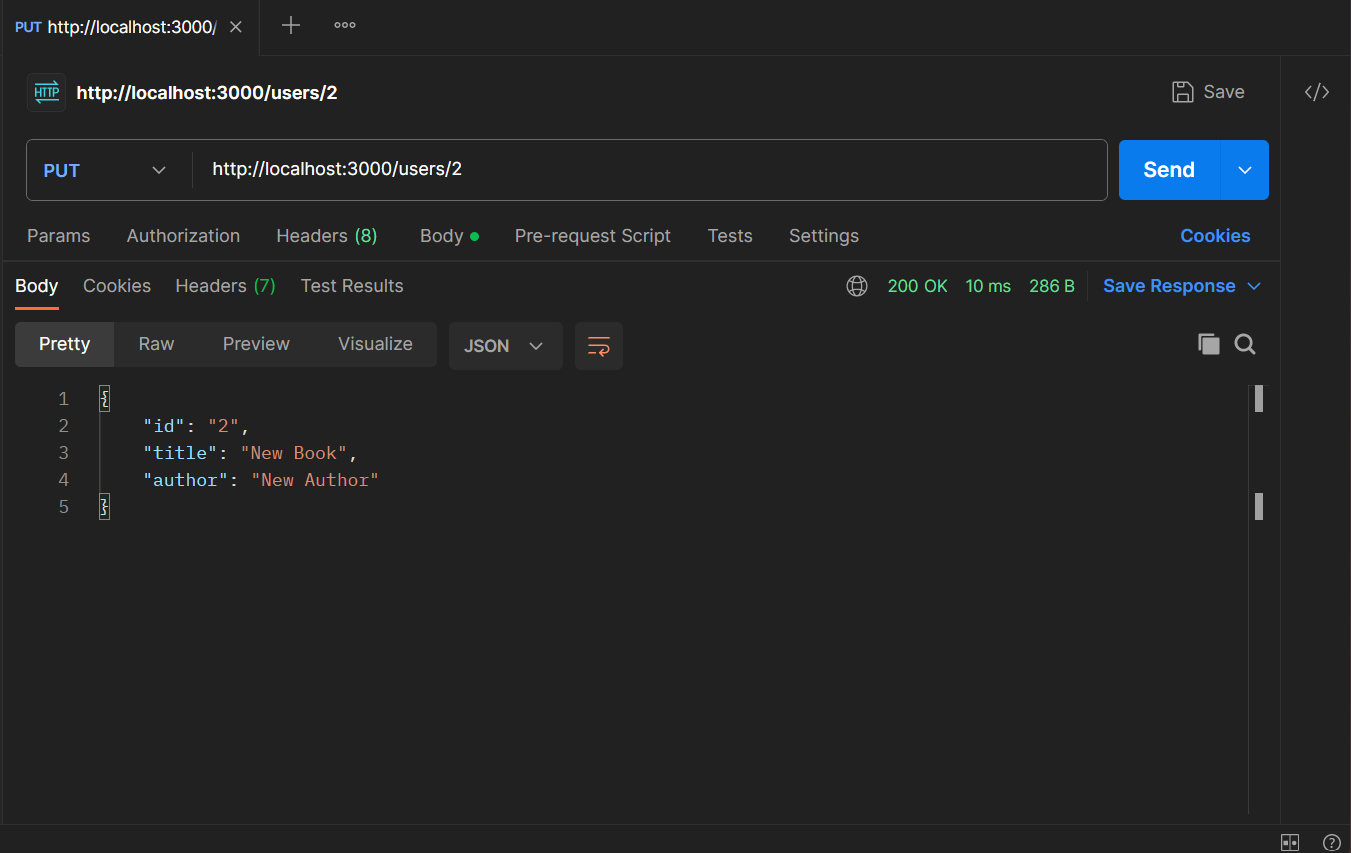 PUT http://localhost:3000/
HTTP http://localhost:3000/users/2 Save </>
PUT http://localhost:3000/users/2 Send
Params Authorization Headers (8) Body Pre-request Script Tests Settings Cookies
Body Cookies Headers (7) Test Results 200 OK 10 ms 286 B Save Response
Pretty Raw Preview Visualize JSON
1 {
2 "id": "2",
3 "title": "New Book",
4 "author": "New Author"
5 }